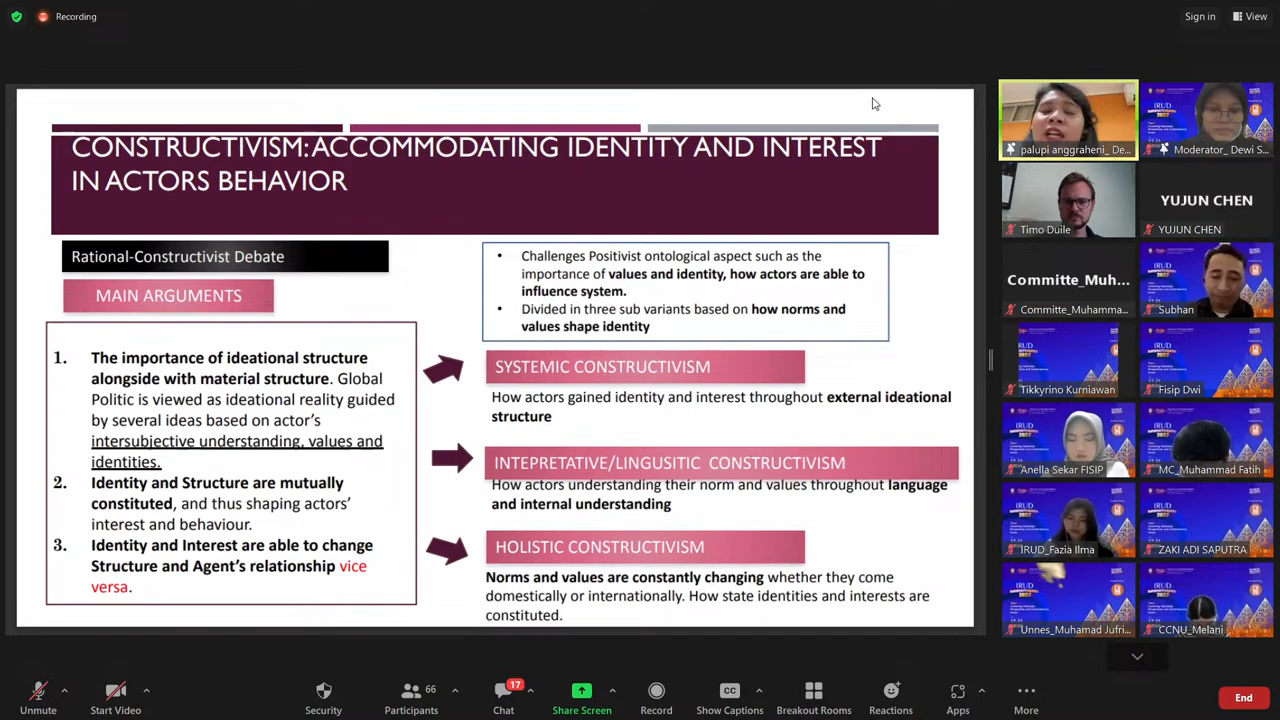 Recording
Sign in
View
CONSTRUCTIVISM: ACCOMMODATING IDENTITY AND INTEREST
IN ACTORS BEHAVIOR
Rational-Constructivist Debate
MAIN ARGUMENTS
1. The importance of ideational structure
alongside with material structure. Global
Politic is viewed as ideational reality guided
by several ideas based on actor's
intersubjective understanding, values and
identities.
2. Identity and Structure are mutually
constituted, and thus shaping actors'
interest and behaviour.
3. Identity and Interest are able to change
Structure and Agent's relationship vice
versa.
• Challenges Positivist ontological aspect such as the
importance of values and identity, how actors are able to
influence system.
• Divided in three sub variants based on how norms and
values shape identity
SYSTEMIC CONSTRUCTIVISM
How actors gained identity and interest throughout external ideational
structure
INTEPRETATIVE/LINGUSITIC CONSTRUCTIVISM
How actors understanding their norm and values throughout language
and internal understanding
HOLISTIC CONSTRUCTIVISM
Norms and values are constantly changing whether they come
domestically or internationally. How state identities and interests are
constituted.
palupi anggraheni_ De...
Moderator_ Dewi S...
Timo Duile
YUJUN CHEN
YUJUN CHEN
Committe_Muh...
Committe_Muhamma...
Subhan
Tikkyrino Kurniawan
Fisip Dwi
Anella Sekar FISIP
MC_Muhammad Fatih
IRUD_Fazia Ilma
ZAKI ADI SAPUTRA
Unnes_Muhamad Jufri...
CCNU_Melani
Unmute
Start Video
Security
66
Participants
17
Chat
Share Screen
Record
CC
Show Captions
Breakout Rooms
Reactions
Apps
More
End